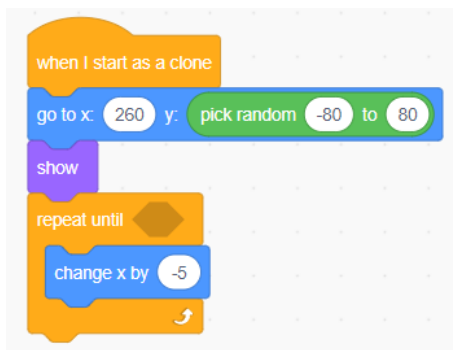 when I start as a clone
go to x: 260 y: pick random -80 to 80
show
repeat until
change x by -5